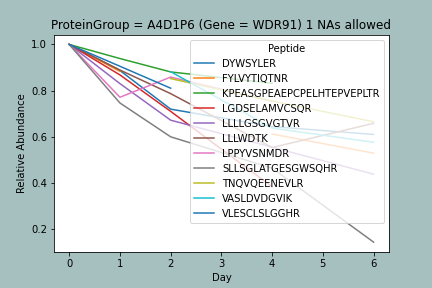 ProteinGroup = A4D1P6 (Gene = WDR91) 1 NAs allowed
1.0
0.8
0.6
0.4
0.2
Relative Abundance
0 1 2 3 4 5 6
Day
Peptide
DYWSYLER
FYLVYTIQTNR
KPEASGPEAEPCPELHTEPVEPLTR
LGDSELAMVCSQR
LLLLGSGVGTVR
LLLWDTK
LPPYVSNMDR
SLLSGLATGESGWSQHR
TNQVQEENEVLR
VASLDVDGVIK
VLESCLSLGGHR